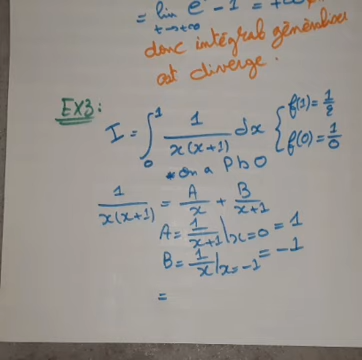 = lim e - 1 = +∞
t→+∞
donc intégral généralisée
est diverge.
EX3:
I = ∫₀¹ 1/(x(x+1)) dx { f(1) = 1/2
f(0) = 1/0
* on a Pb 0
1/(x(x+1)) = A/x + B/(x+1)
A = 1/(x+1) |x=0 = 1
B = 1/x |x=-1 = -1
=